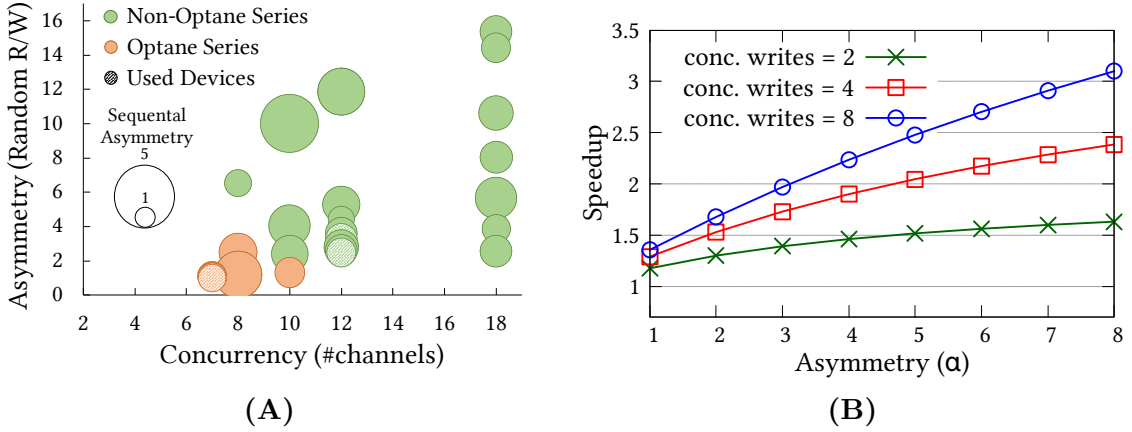 Asymmetry (Random R/W)
16
14
12
10
8
6
4
2
0
Non-Optane Series
Optane Series
Used Devices
Sequential
Asymmetry
5
1
2 4 6 8 10 12 14 16 18
Concurrency (#channels)
(A)
Speedup
3.5
3
2.5
2
1.5
1
conc. writes = 2
conc. writes = 4
conc. writes = 8
1 2 3 4 5 6 7 8
Asymmetry (α)
(B)